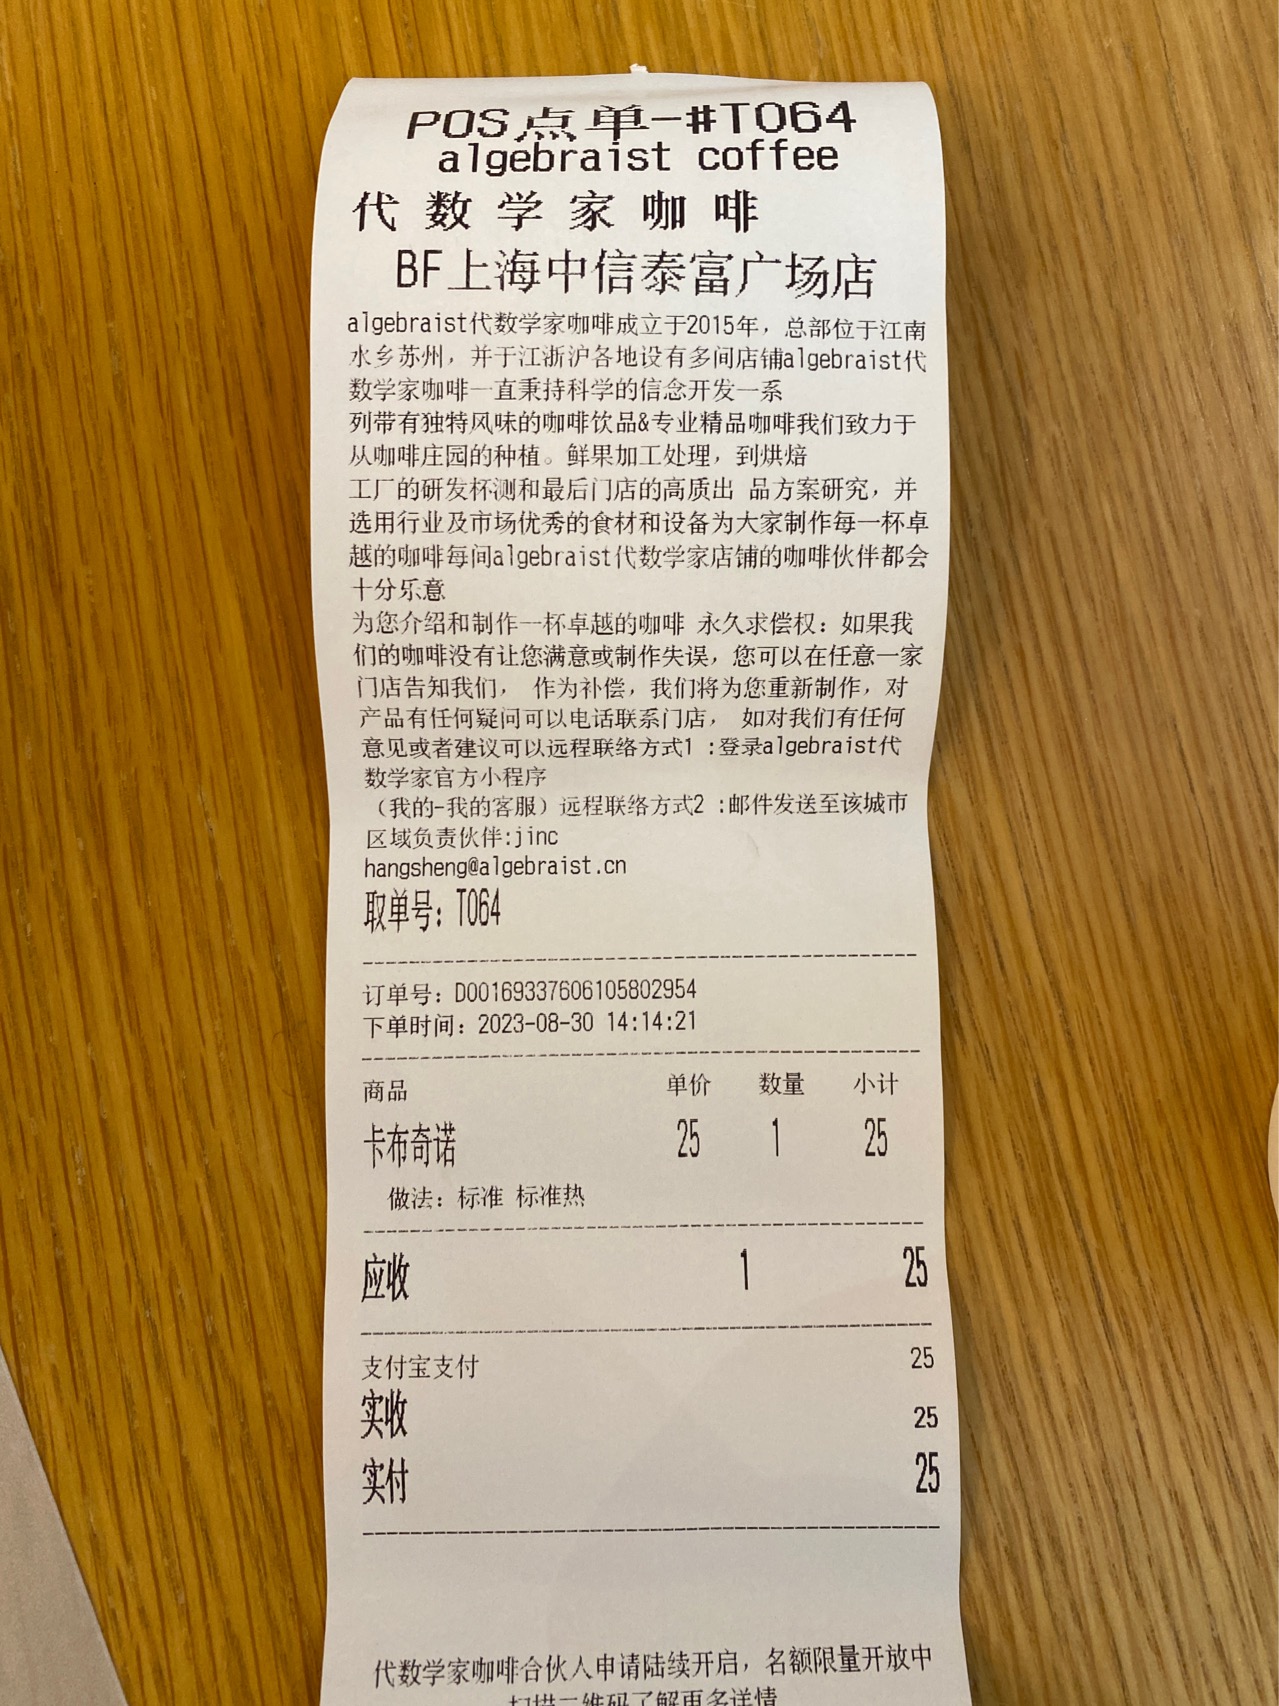 POS点单-#T064
algebraist coffee
代数学家咖啡
BF上海中信泰富广场店
algebraist代数学家咖啡成立于2015年，总部位于江南
水乡苏州，并于江浙沪各地设有多间店铺algebraist代
数学家咖啡一直秉持科学的信念开发一系
列带有独特风味的咖啡饮品&专业精品咖啡我们致力于
从咖啡庄园的种植。鲜果加工处理，到烘焙
工厂的研发杯测和最后门店的高质出 品方案研究，并
选用行业及市场优秀的食材和设备为大家制作每一杯卓
越的咖啡每间algebraist代数学家店铺的咖啡伙伴都会
十分乐意
为您介绍和制作一杯卓越的咖啡 永久求偿权：如果我
们的咖啡没有让您满意或制作失误，您可以在任意一家
门店告知我们， 作为补偿，我们将为您重新制作，对
产品有任何疑问可以电话联系门店， 如对我们有任何
意见或者建议可以远程联络方式1 :登录algebraist代
数学家官方小程序
（我的-我的客服）远程联络方式2 :邮件发送至该城市
区域负责伙伴:jinc
hangsheng@algebraist.cn
取单号：T064
订单号：D00169337606105802954
下单时间：2023-08-30 14:14:21
商品 单价 数量 小计
卡布奇诺 25 1 25
做法：标准 标准热
应收 1 25
支付宝支付 25
实收 25
实付 25
代数学家咖啡合伙人申请陆续开启，名额限量开放中
扫描二维码了解更多详情